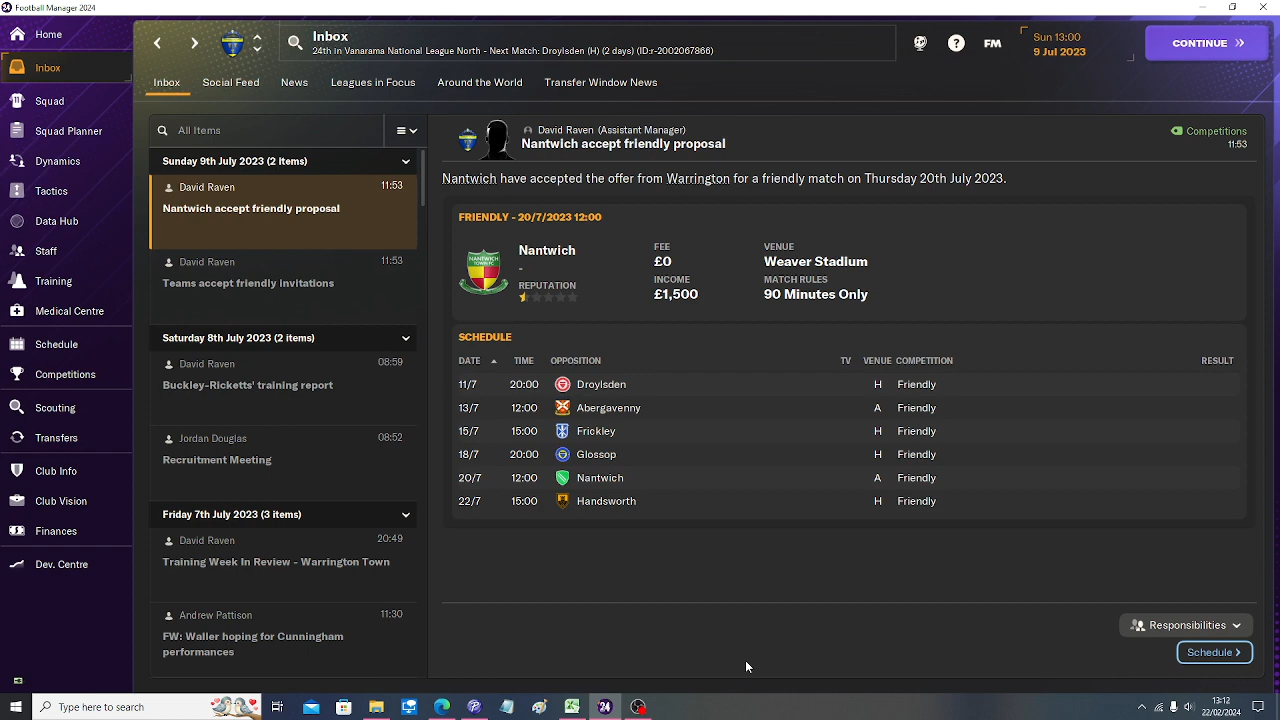 Football Manager 2024
Home
Inbox
Squad
Squad Planner
Dynamics
Tactics
Data Hub
Staff
Training
Medical Centre
Schedule
Competitions
Scouting
Transfers
Club Info
Club Vision
Finances
Dev. Centre
Inbox
24th in Vanarama National League North - Next Match: Droylsden (H) (2 days) (ID:r-2002067866)
FM
Sun 13:00
9 Jul 2023
CONTINUE
Inbox Social Feed News Leagues in Focus Around the World Transfer Window News
All Items
Sunday 9th July 2023 (2 items)
David Raven 11:53
Nantwich accept friendly proposal
David Raven 11:53
Teams accept friendly invitations
Saturday 8th July 2023 (2 items)
David Raven 08:59
Buckley-Ricketts' training report
Jordan Douglas 08:52
Recruitment Meeting
Friday 7th July 2023 (3 items)
David Raven 20:49
Training Week In Review - Warrington Town
Andrew Pattison 11:30
FW: Waller hoping for Cunningham
performances
David Raven (Assistant Manager)
Nantwich accept friendly proposal
Competitions
11:53
Nantwich have accepted the offer from Warrington for a friendly match on Thursday 20th July 2023.
FRIENDLY - 20/7/2023 12:00
Nantwich
-
REPUTATION
FEE
£0
INCOME
£1,500
VENUE
Weaver Stadium
MATCH RULES
90 Minutes Only
SCHEDULE
DATE TIME OPPOSITION TV VENUE COMPETITION RESULT
11/7 20:00 Droylsden H Friendly
13/7 12:00 Abergavenny A Friendly
15/7 15:00 Frickley H Friendly
18/7 20:00 Glossop H Friendly
20/7 12:00 Nantwich A Friendly
22/7 15:00 Handsworth H Friendly
Responsibilities
Schedule
Type here to search
13:12
22/02/2024